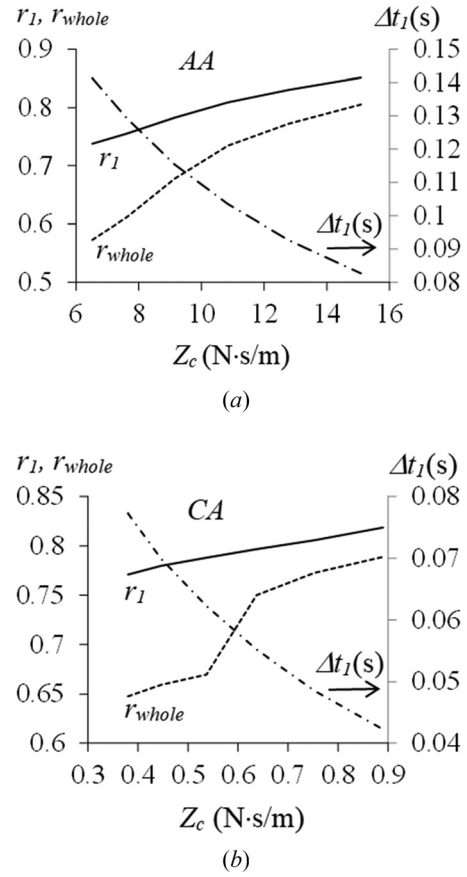 r1, rwhole Δt1(s)
0.9 0.15
AA
0.14
0.8 0.13
r1 0.12
0.7 0.11
0.1
0.6 rwhole Δt1(s) 0.09
0.5 0.08
6 8 10 12 14 16
Zc (N·s/m)
(a)
r1, rwhole Δt1(s)
0.85 0.08
CA
0.8 0.07
r1
0.75
0.06
0.7
Δt1(s)
0.65 0.05
rwhole
0.6 0.04
0.3 0.4 0.5 0.6 0.7 0.8 0.9
Zc (N·s/m)
(b)